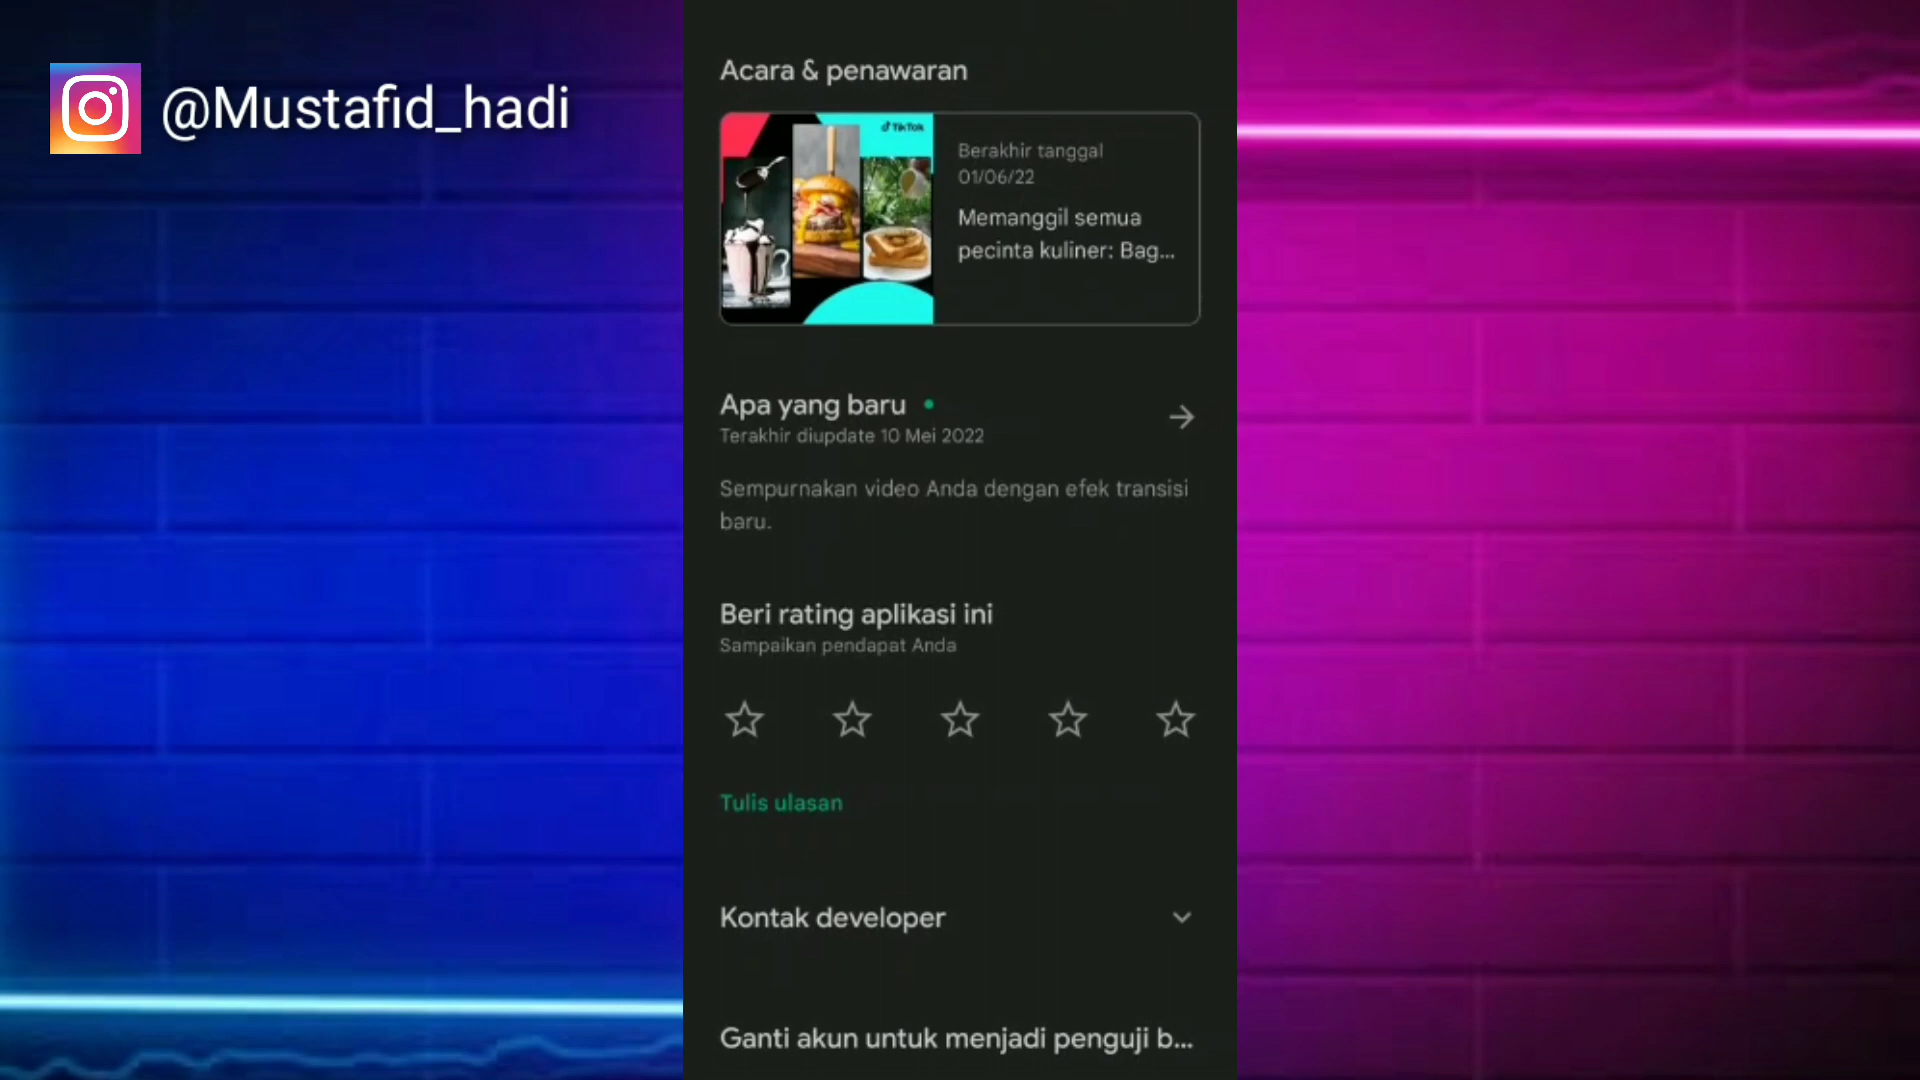 @Mustafid_hadi
Acara & penawaran
TikTok
Berakhir tanggal
01/06/22
Memanggil semua
pecinta kuliner: Bag...
Apa yang baru
Terakhir diupdate 10 Mei 2022
Sempurnakan video Anda dengan efek transisi
baru.
Beri rating aplikasi ini
Sampaikan pendapat Anda
Tulis ulasan
Kontak developer
Ganti akun untuk menjadi penguji b...